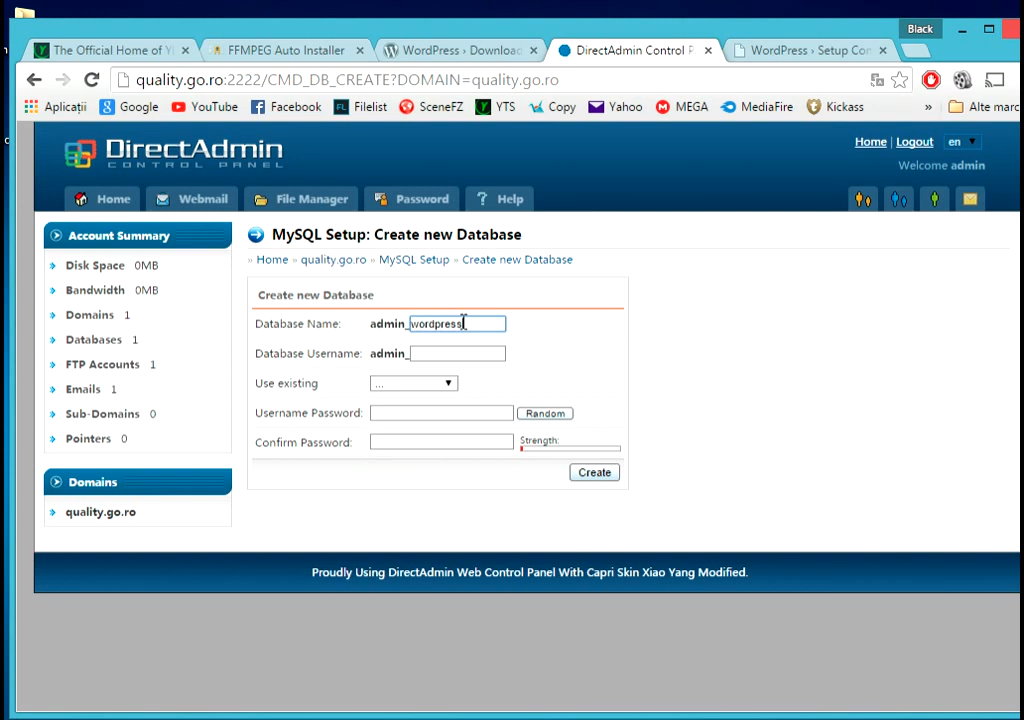 Black
The Official Home of Y
FFMPEG Auto Installer
WordPress › Download
DirectAdmin Control P
WordPress › Setup Con
quality.go.ro:2222/CMD_DB_CREATE?DOMAIN=quality.go.ro
Aplicații Google YouTube Facebook Filelist SceneFZ YTS Copy Yahoo MEGA MediaFire Kickass » Alte marc
DirectAdmin
CONTROL PANEL
Home | Logout en
Welcome admin
Home Webmail File Manager Password Help
Account Summary
Disk Space 0MB
Bandwidth 0MB
Domains 1
Databases 1
FTP Accounts 1
Emails 1
Sub-Domains 0
Pointers 0
Domains
quality.go.ro
MySQL Setup: Create new Database
» Home » quality.go.ro » MySQL Setup » Create new Database
Create new Database
Database Name: admin_wordpress
Database Username: admin_
Use existing ...
Username Password: Random
Confirm Password: Strength:
Create
Proudly Using DirectAdmin Web Control Panel With Capri Skin Xiao Yang Modified.